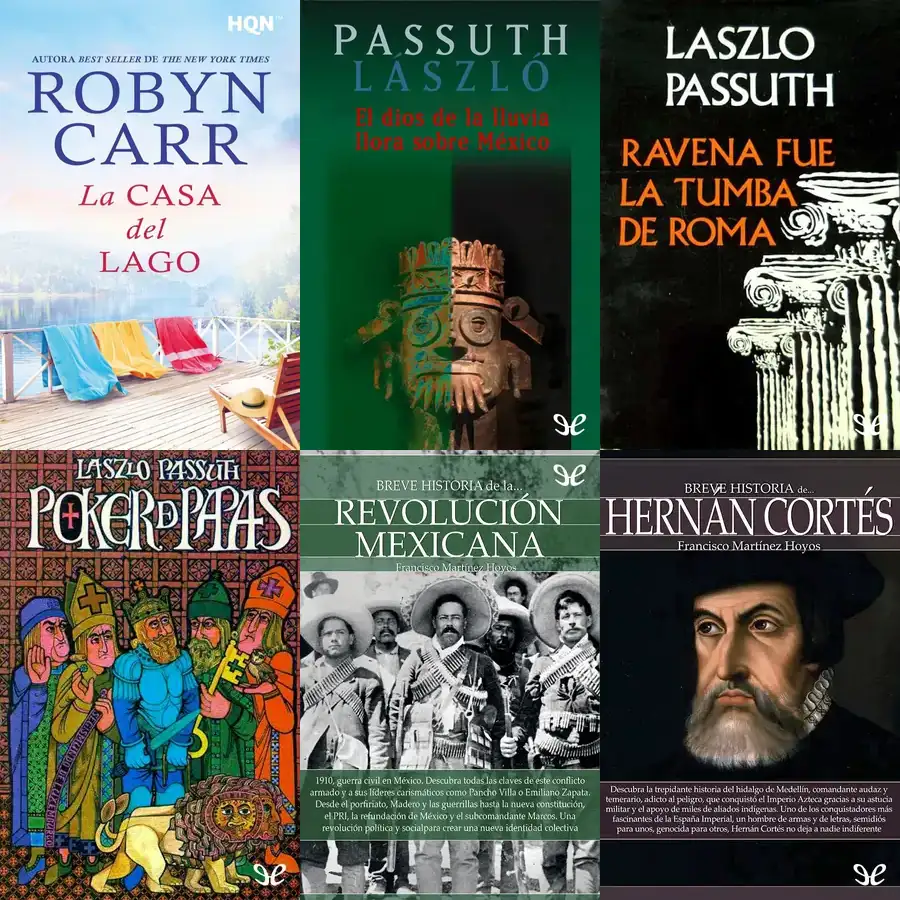 HQN™
AUTORA BEST SELLER DE THE NEW YORK TIMES
ROBYN
CARR
La CASA
del
LAGO
PASSUTH
LÁSZLÓ
El dios de la lluvia
llora sobre México
LASZLO
PASSUTH
RAVENA FUE
LA TUMBA
DE ROMA
LASZLO PASSUTH
POKER D PAPAS
BREVE HISTORIA de la...
REVOLUCIÓN
MEXICANA
Francisco Martínez Hoyos
1910, guerra civil en México. Descubra todas las claves de este conflicto
armado y a sus líderes carismáticos como Pancho Villa o Emiliano Zapata.
Desde el porfiriato, Madero y las guerrillas hasta la nueva constitución,
el PRI, la refundación de México y el subcomandante Marcos. Una
revolución política y socialpara crear una nueva identidad colectiva
BREVE HISTORIA de...
HERNÁN CORTÉS
Francisco Martínez Hoyos
Descubra la trepidante historia del hidalgo de Medellín, comandante audaz y
temerario, adicto al peligro, que conquistó el Imperio Azteca gracias a su astucia
militar y el apoyo de miles de aliados indígenas. Uno de los conquistadores más
fascinantes de la España Imperial, un hombre de armas y de letras, semidiós
para unos, genocida para otros, Hernán Cortés no deja a nadie indiferente